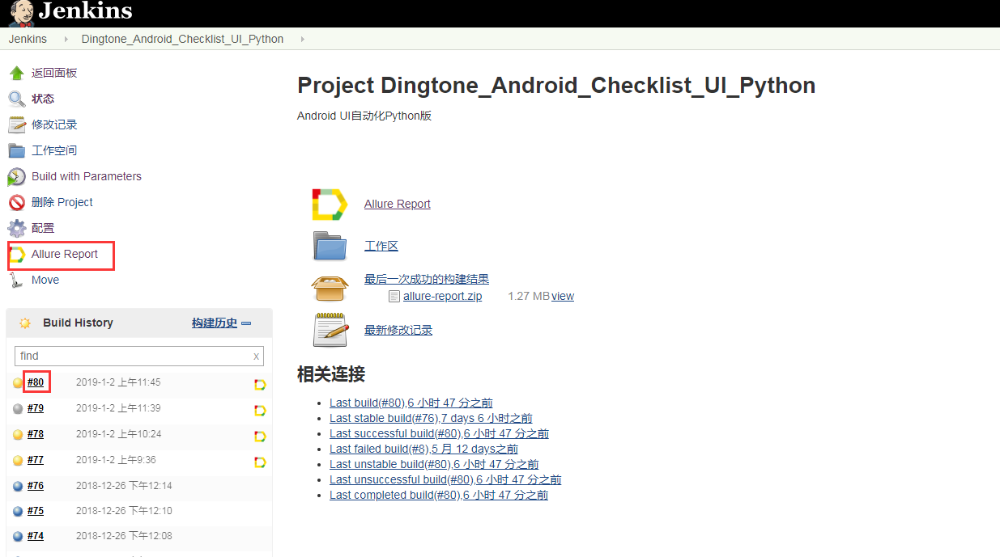 Jenkins
Jenkins Dingtone_Android_Checklist_UI_Python
返回面板
状态
修改记录
工作空间
Build with Parameters
删除 Project
配置
Allure Report
Move
Build History 构建历史
find x
#80 2019-1-2 上午11:45
#79 2019-1-2 上午11:39
#78 2019-1-2 上午10:24
#77 2019-1-2 上午9:36
#76 2018-12-26 下午12:14
#75 2018-12-26 下午12:10
#74 2018-12-26 下午12:08
Project Dingtone_Android_Checklist_UI_Python
Android UI自动化Python版
Allure Report
工作区
最后一次成功的构建结果
allure-report.zip 1.27 MB view
最新修改记录
相关连接
Last build(#80),6 小时 47 分之前
Last stable build(#76),7 days 6 小时之前
Last successful build(#80),6 小时 47 分之前
Last failed build(#8),5 月 12 days之前
Last unstable build(#80),6 小时 47 分之前
Last unsuccessful build(#80),6 小时 47 分之前
Last completed build(#80),6 小时 47 分之前